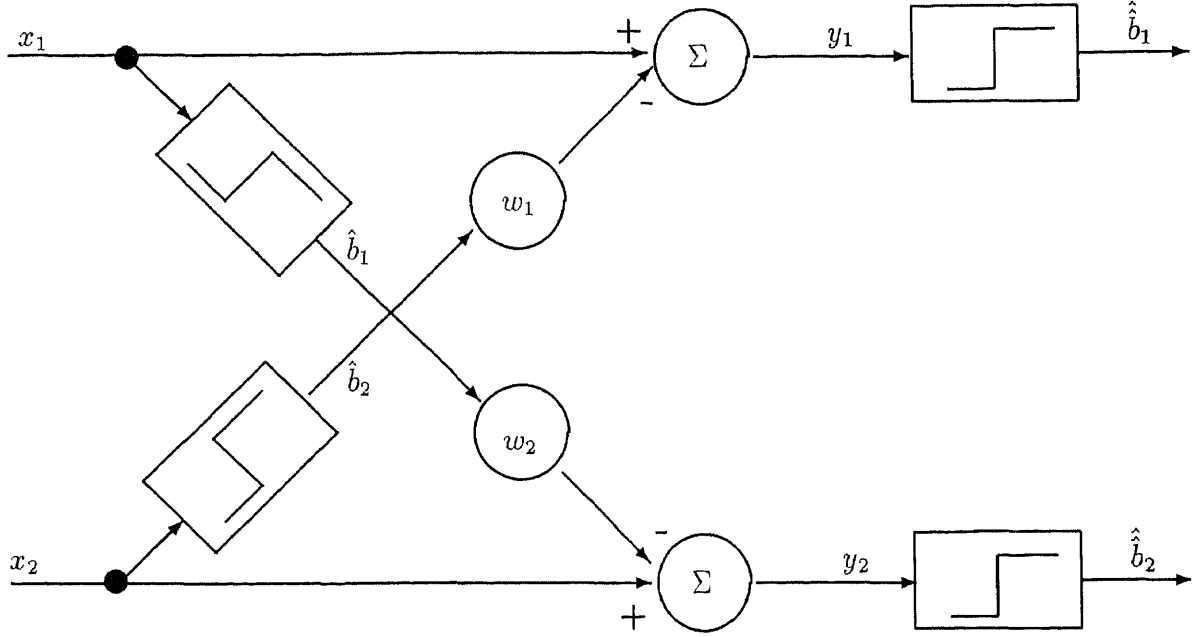 x₁
+
Σ
y₁
b̂̂₁
-
w₁
b̂₁
b̂₂
w₂
-
x₂
Σ
y₂
b̂̂₂
+